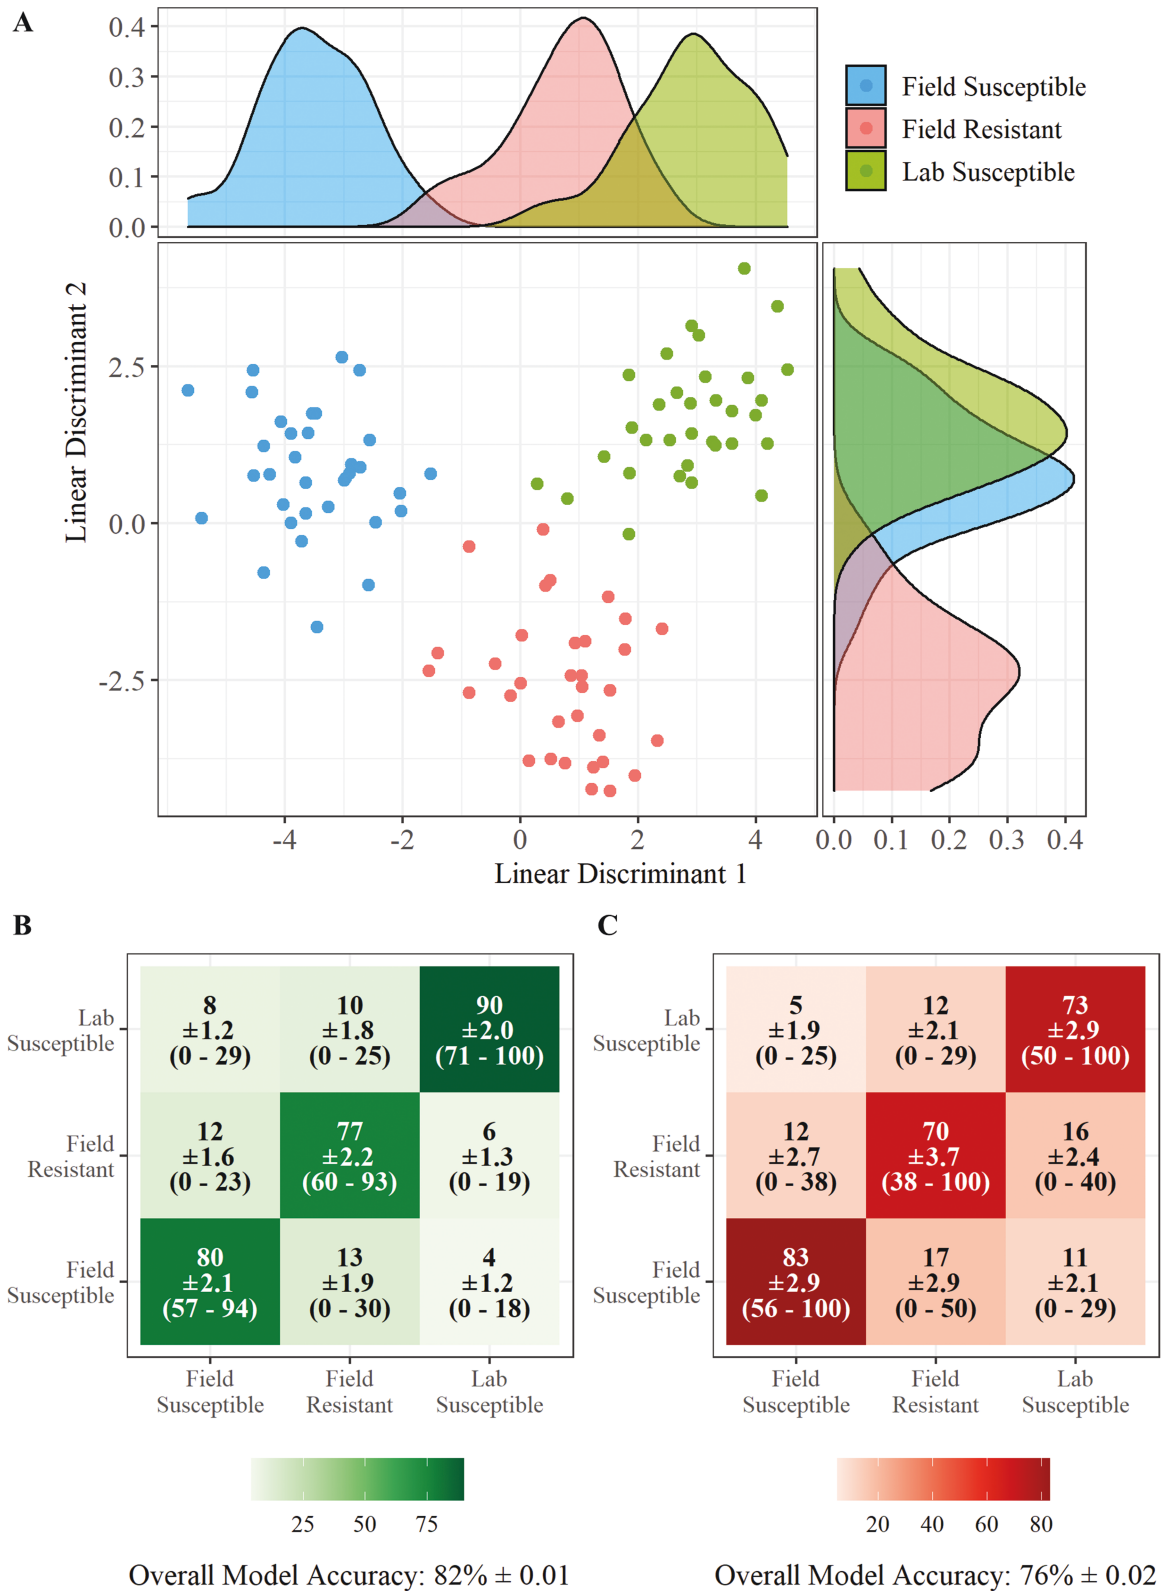 A
0.4
0.3
0.2
0.1
0.0
Field Susceptible
Field Resistant
Lab Susceptible
Linear Discriminant 2
2.5
0.0
-2.5
-4
-2
0
2
4
0.0
0.1
0.2
0.3
0.4
Linear Discriminant 1
B
Lab
Susceptible
Field
Resistant
Field
Susceptible
8
±1.2
(0 - 29)
10
±1.8
(0 - 25)
90
±2.0
(71 - 100)
12
±1.6
(0 - 23)
77
±2.2
(60 - 93)
6
±1.3
(0 - 19)
80
±2.1
(57 - 94)
13
±1.9
(0 - 30)
4
±1.2
(0 - 18)
Field
Susceptible
Field
Resistant
Lab
Susceptible
25
50
75
Overall Model Accuracy: 82% ± 0.01
C
Lab
Susceptible
Field
Resistant
Field
Susceptible
5
±1.9
(0 - 25)
12
±2.1
(0 - 29)
73
±2.9
(50 - 100)
12
±2.7
(0 - 38)
70
±3.7
(38 - 100)
16
±2.4
(0 - 40)
83
±2.9
(56 - 100)
17
±2.9
(0 - 50)
11
±2.1
(0 - 29)
Field
Susceptible
Field
Resistant
Lab
Susceptible
20
40
60
80
Overall Model Accuracy: 76% ± 0.02